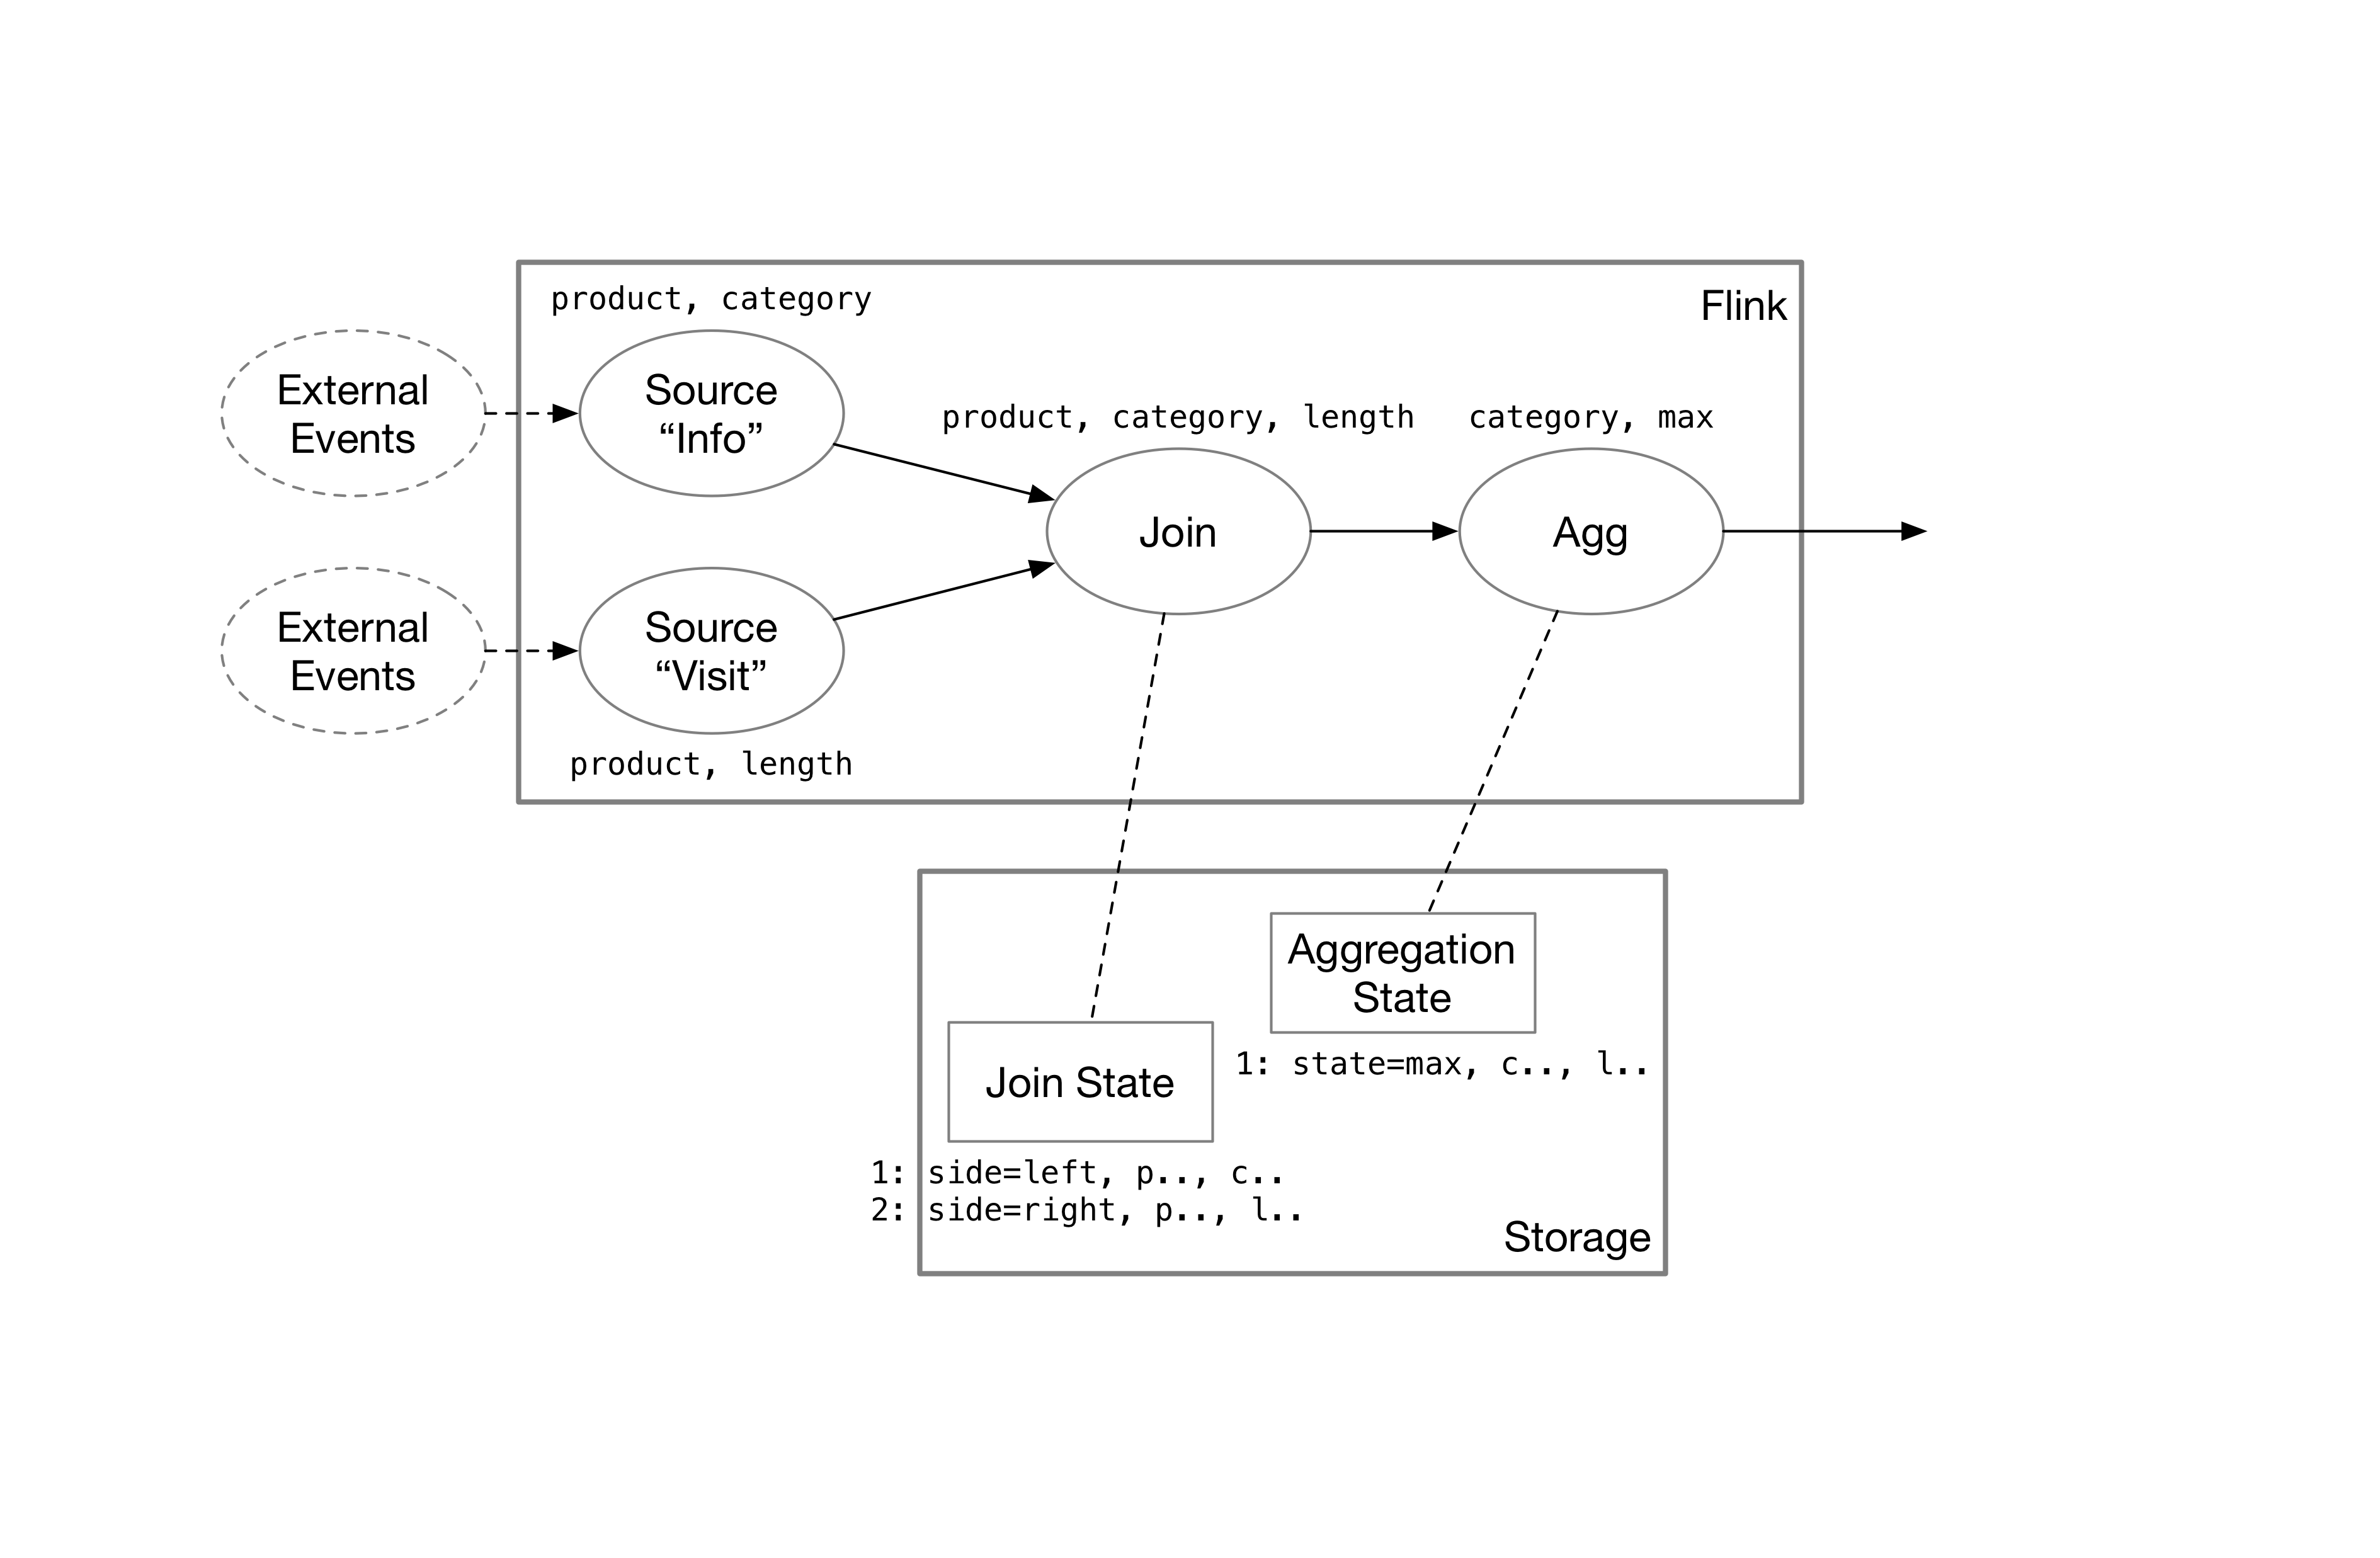 product, category
Flink
External
Events
Source
“Info”
product, category, length
category, max
Join
Agg
External
Events
Source
“Visit”
product, length
Aggregation
State
1: state=max, c.., l..
Join State
1: side=left, p.., c..
2: side=right, p.., l..
Storage